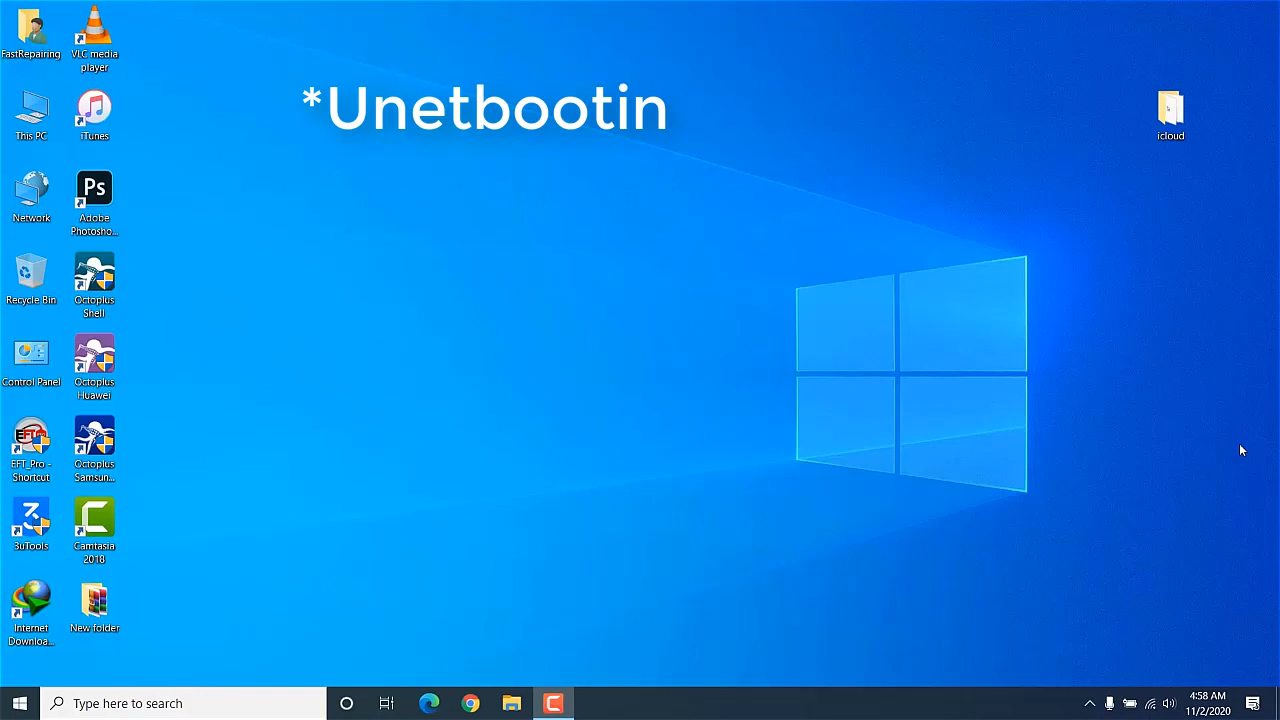 *Unetbootin
FastRepairing
VLC media
player
icloud
This PC
iTunes
Ps
Network
Adobe
Photosho...
Recycle Bin
Octoplus
Shell
Control Panel
Octoplus
Huawei
EFT
EFT_Pro -
Shortcut
Octoplus
Samsun...
3uTools
Camtasia
2018
Internet
Downloa...
New folder
Type here to search
4:58 AM
11/2/2020